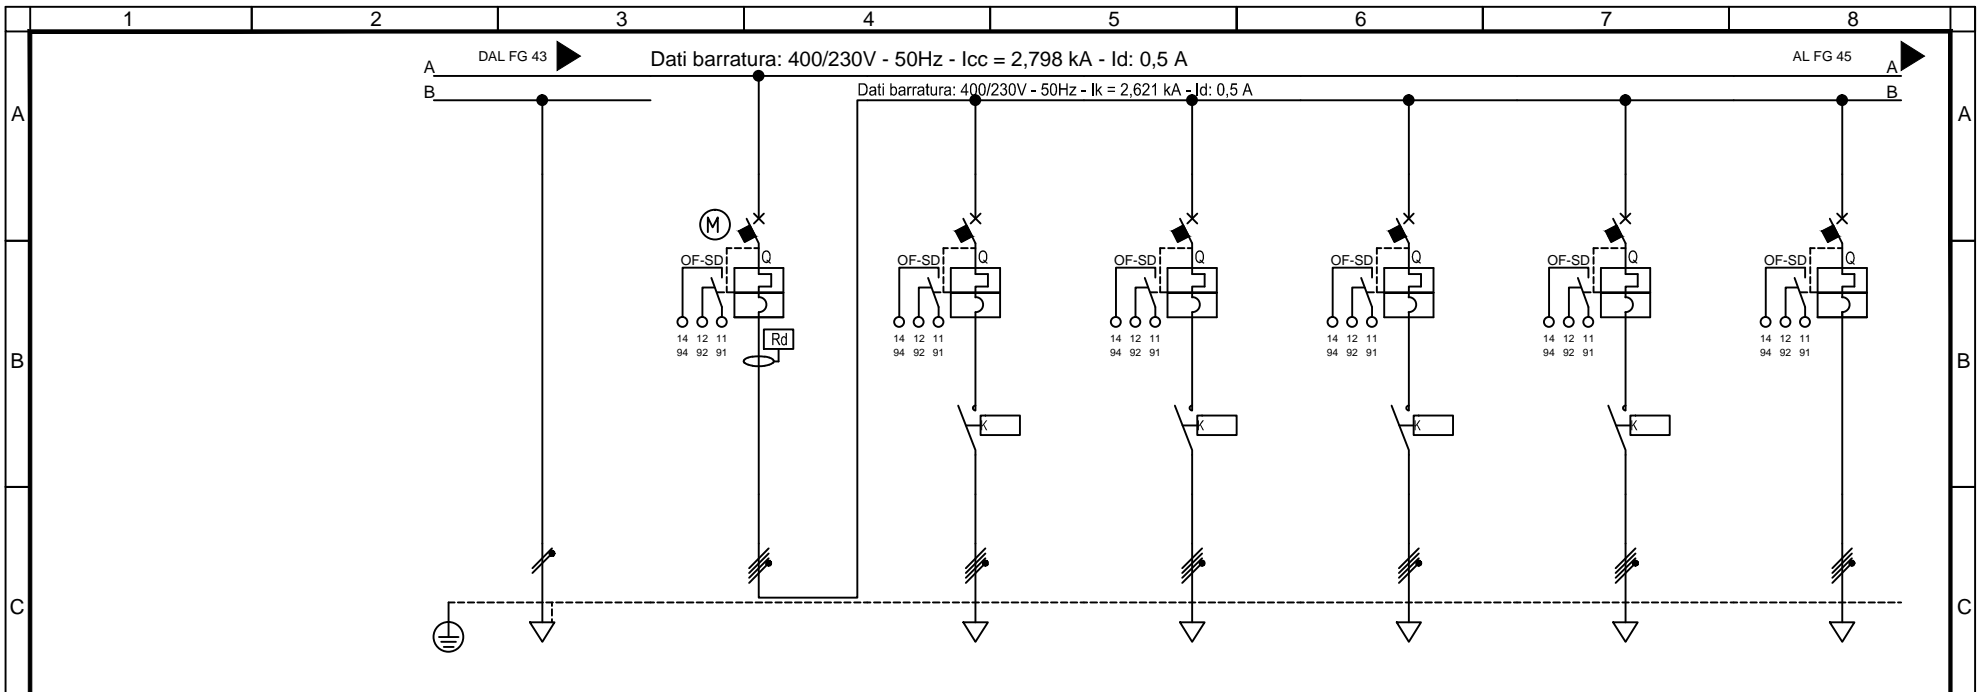 1 2 3 4 5 6 7 8
DAL FG 43 Dati barratura: 400/230V - 50Hz - Icc = 2,798 kA - Id: 0,5 A AL FG 45
A A
Dati barratura: 400/230V - 50Hz - Ik = 2,621 kA - Id: 0,5 A
B B
A A
M
OF-SD Q OF-SD Q OF-SD Q OF-SD Q OF-SD Q OF-SD Q
14 12 11 14 12 11 14 12 11 14 12 11 14 12 11 14 12 11
Rd
94 92 91 94 92 91 94 92 91 94 92 91 94 92 91 94 92 91
B B
K K K K
C C